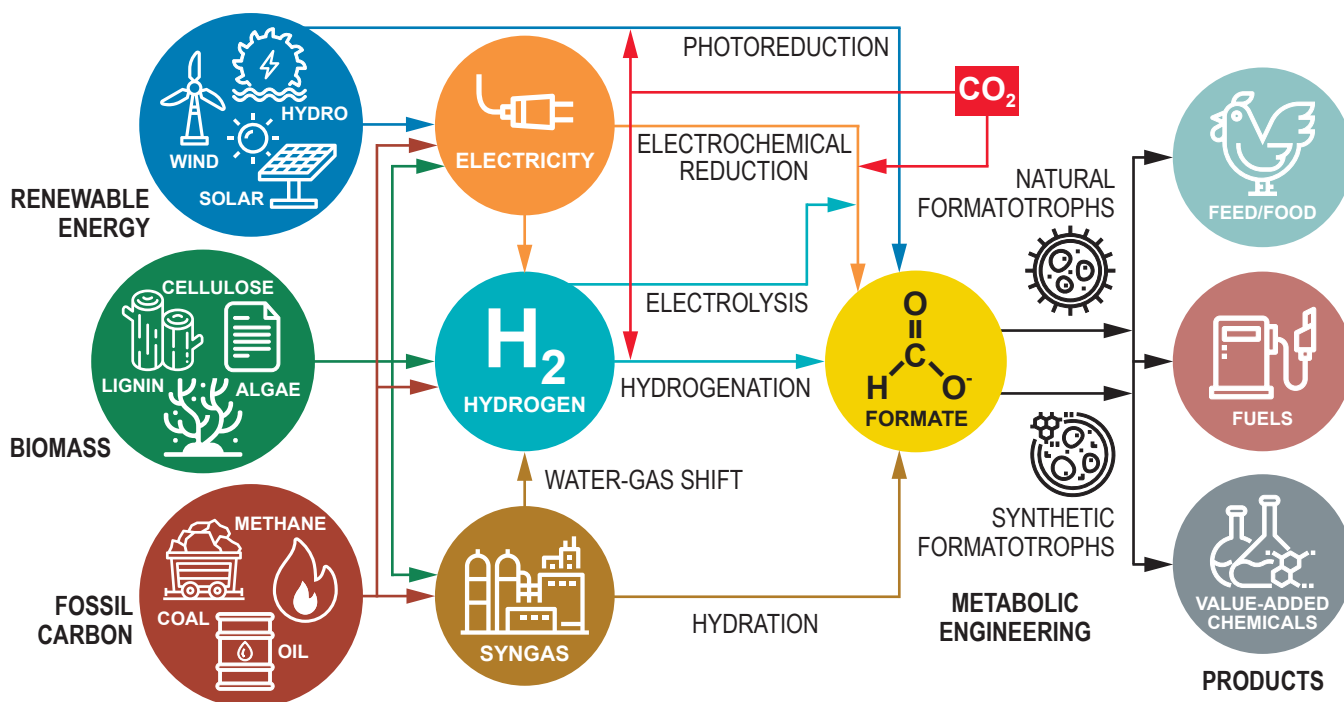 HYDRO
WIND
SOLAR
RENEWABLE
ENERGY
CELLULOSE
LIGNIN
ALGAE
BIOMASS
METHANE
COAL
OIL
FOSSIL
CARBON
ELECTRICITY
H₂
HYDROGEN
SYNGAS
PHOTOREDUCTION
CO₂
ELECTROCHEMICAL
REDUCTION
ELECTROLYSIS
HYDROGENATION
WATER-GAS SHIFT
HYDRATION
O
C
H
O⁻
FORMATE
NATURAL
FORMATOTROPHS
SYNTHETIC
FORMATOTROPHS
METABOLIC
ENGINEERING
FEED/FOOD
FUELS
VALUE-ADDED
CHEMICALS
PRODUCTS